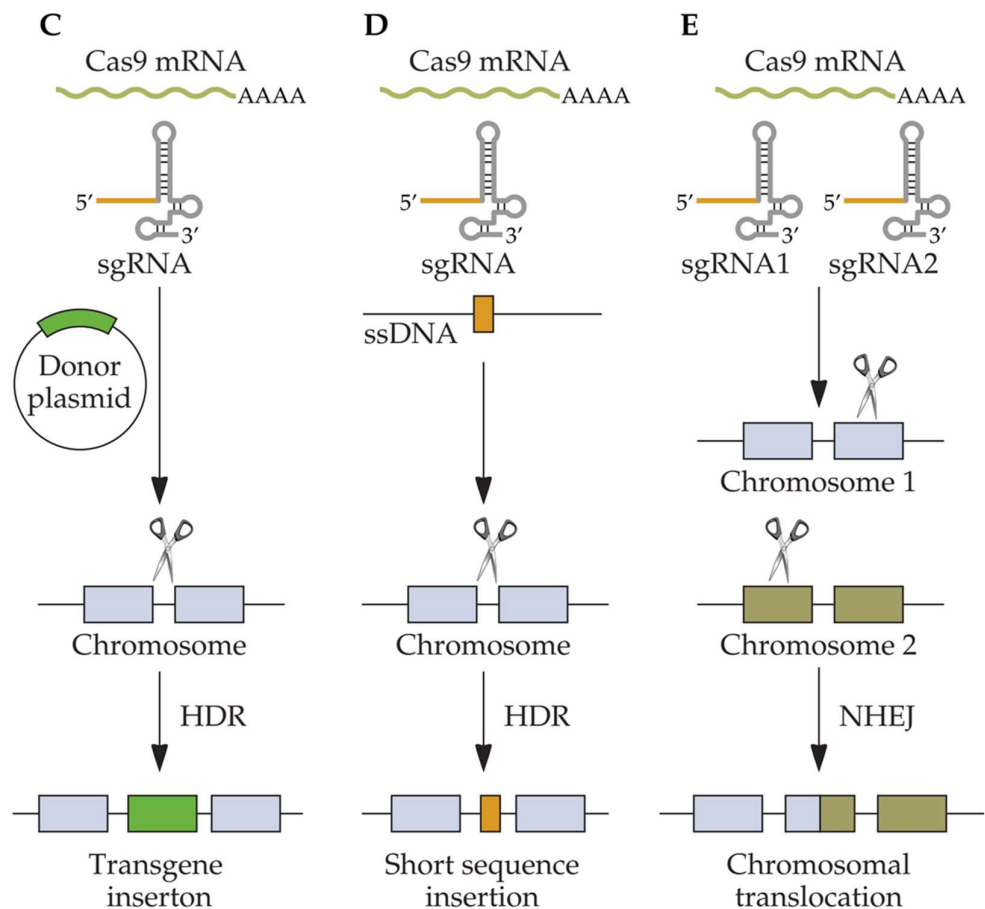 C
Cas9 mRNA
AAAA
5′
3′
sgRNA
Donor
plasmid
Chromosome
HDR
Transgene
inserton
D
Cas9 mRNA
AAAA
5′
3′
sgRNA
ssDNA
Chromosome
HDR
Short sequence
insertion
E
Cas9 mRNA
AAAA
5′
3′
sgRNA1
5′
3′
sgRNA2
Chromosome 1
Chromosome 2
NHEJ
Chromosomal
translocation